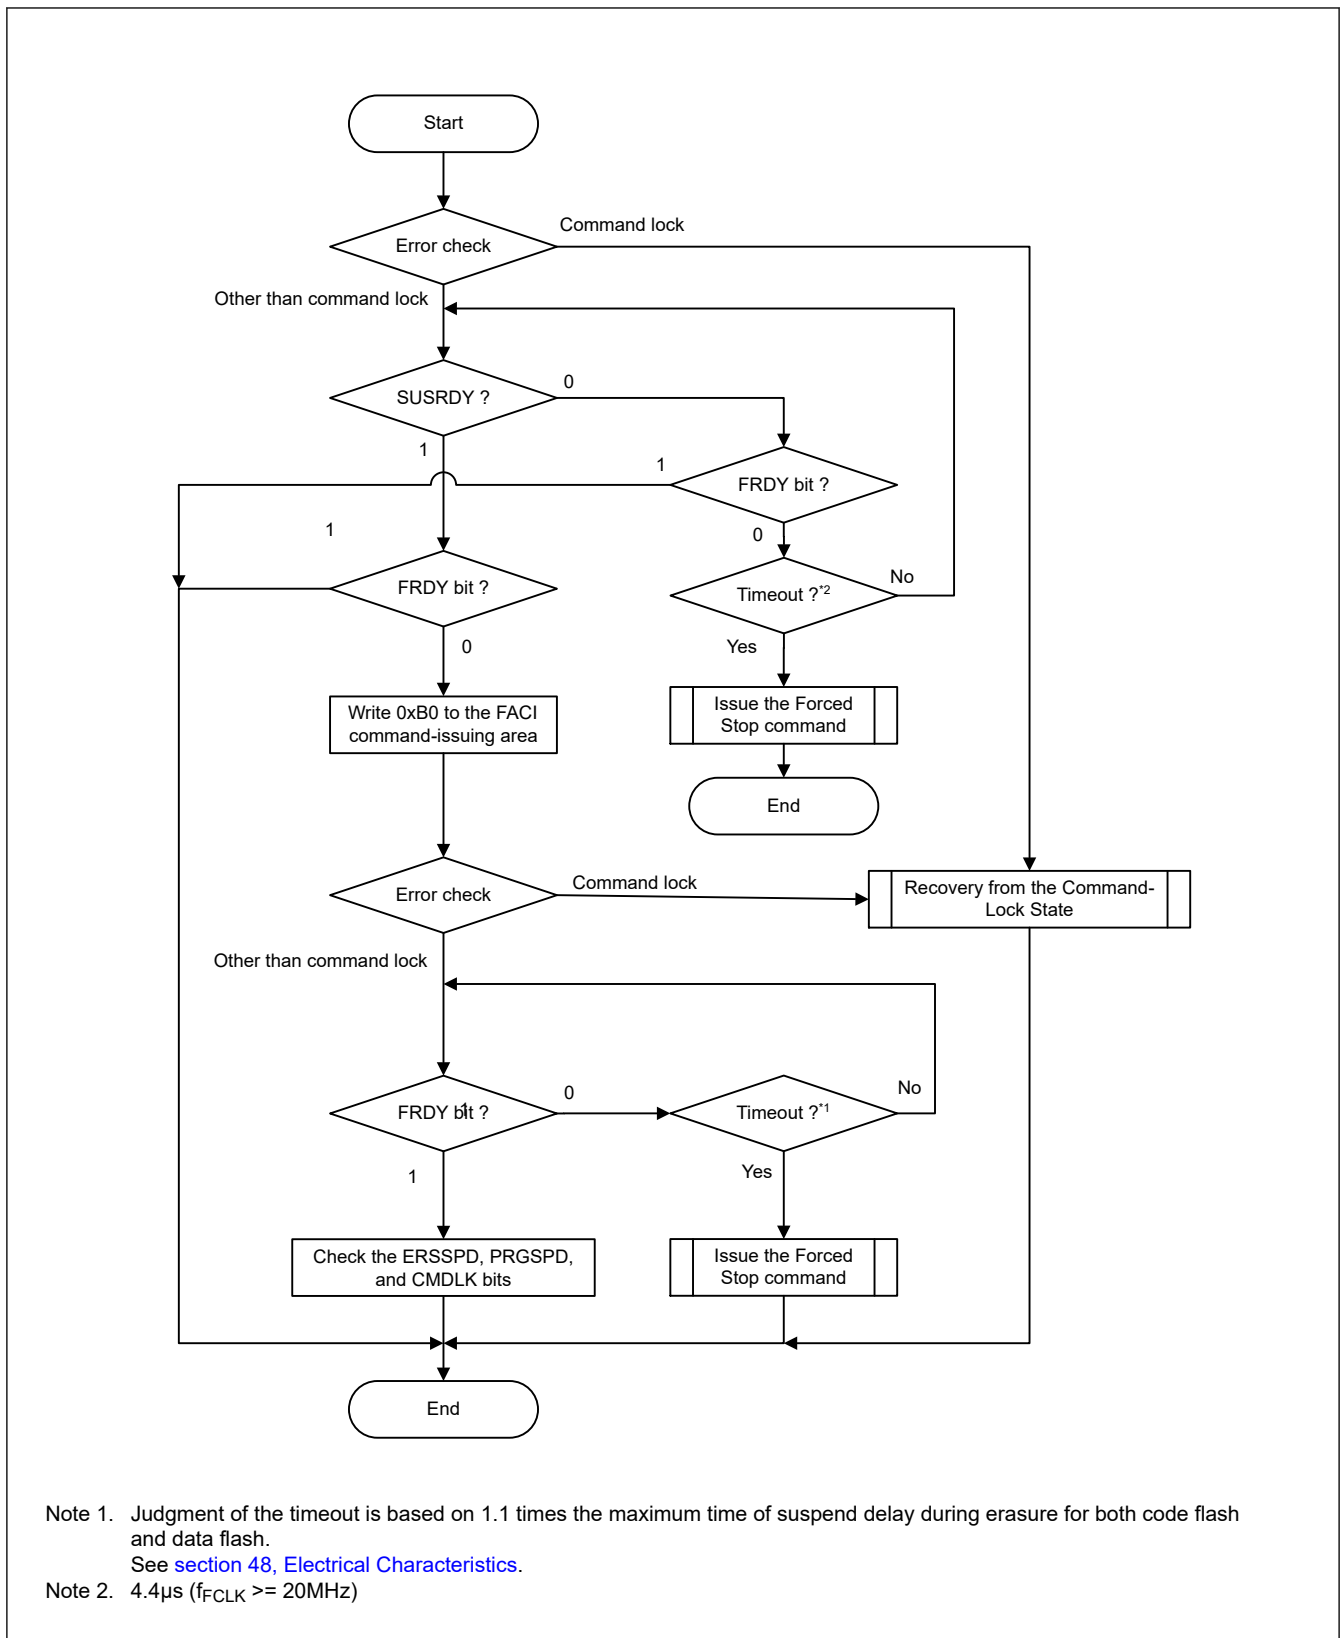 Start
Error check
Command lock
Other than command lock
SUSRDY ?
0
1
1
FRDY bit ?
1
0
FRDY bit ?
Timeout ?*2
No
0
Yes
Write 0xB0 to the FACI
command-issuing area
Issue the Forced
Stop command
End
Error check
Command lock
Recovery from the Command-
Lock State
Other than command lock
FRDY bit ?
1
0
Timeout ?*1
No
1
Yes
Check the ERSSPD, PRGSPD,
and CMDLK bits
Issue the Forced
Stop command
End
Note 1. Judgment of the timeout is based on 1.1 times the maximum time of suspend delay during erasure for both code flash
and data flash.
See section 48, Electrical Characteristics.
Note 2. 4.4µs (fFCLK >= 20MHz)